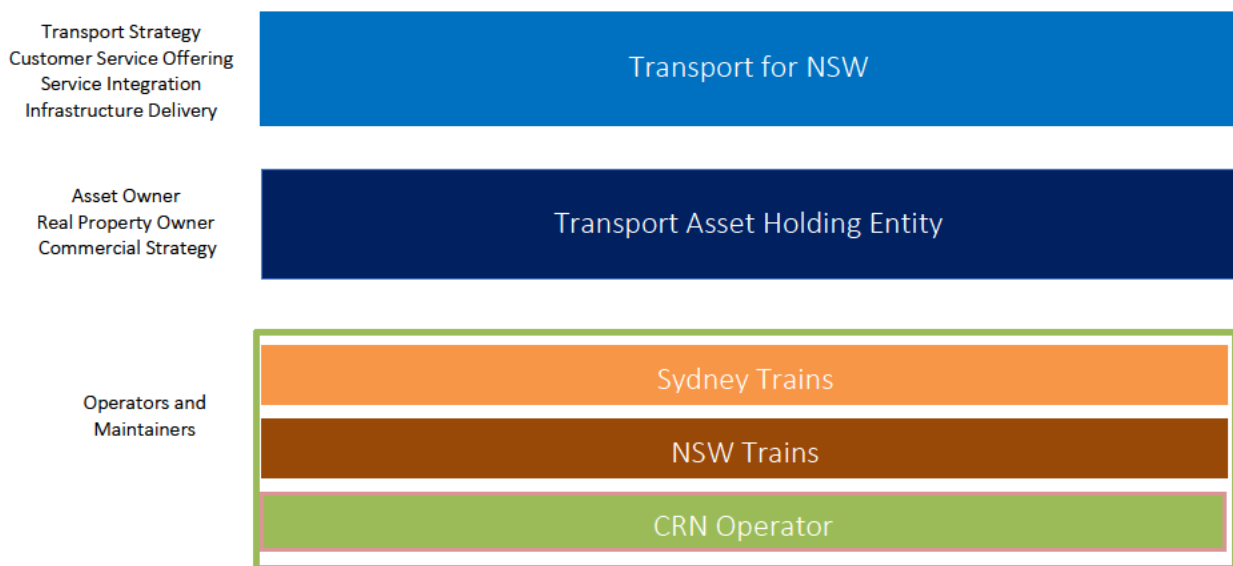 Transport Strategy
Customer Service Offering
Service Integration
Infrastructure Delivery
Transport for NSW
Asset Owner
Real Property Owner
Commercial Strategy
Transport Asset Holding Entity
Operators and
Maintainers
Sydney Trains
NSW Trains
CRN Operator